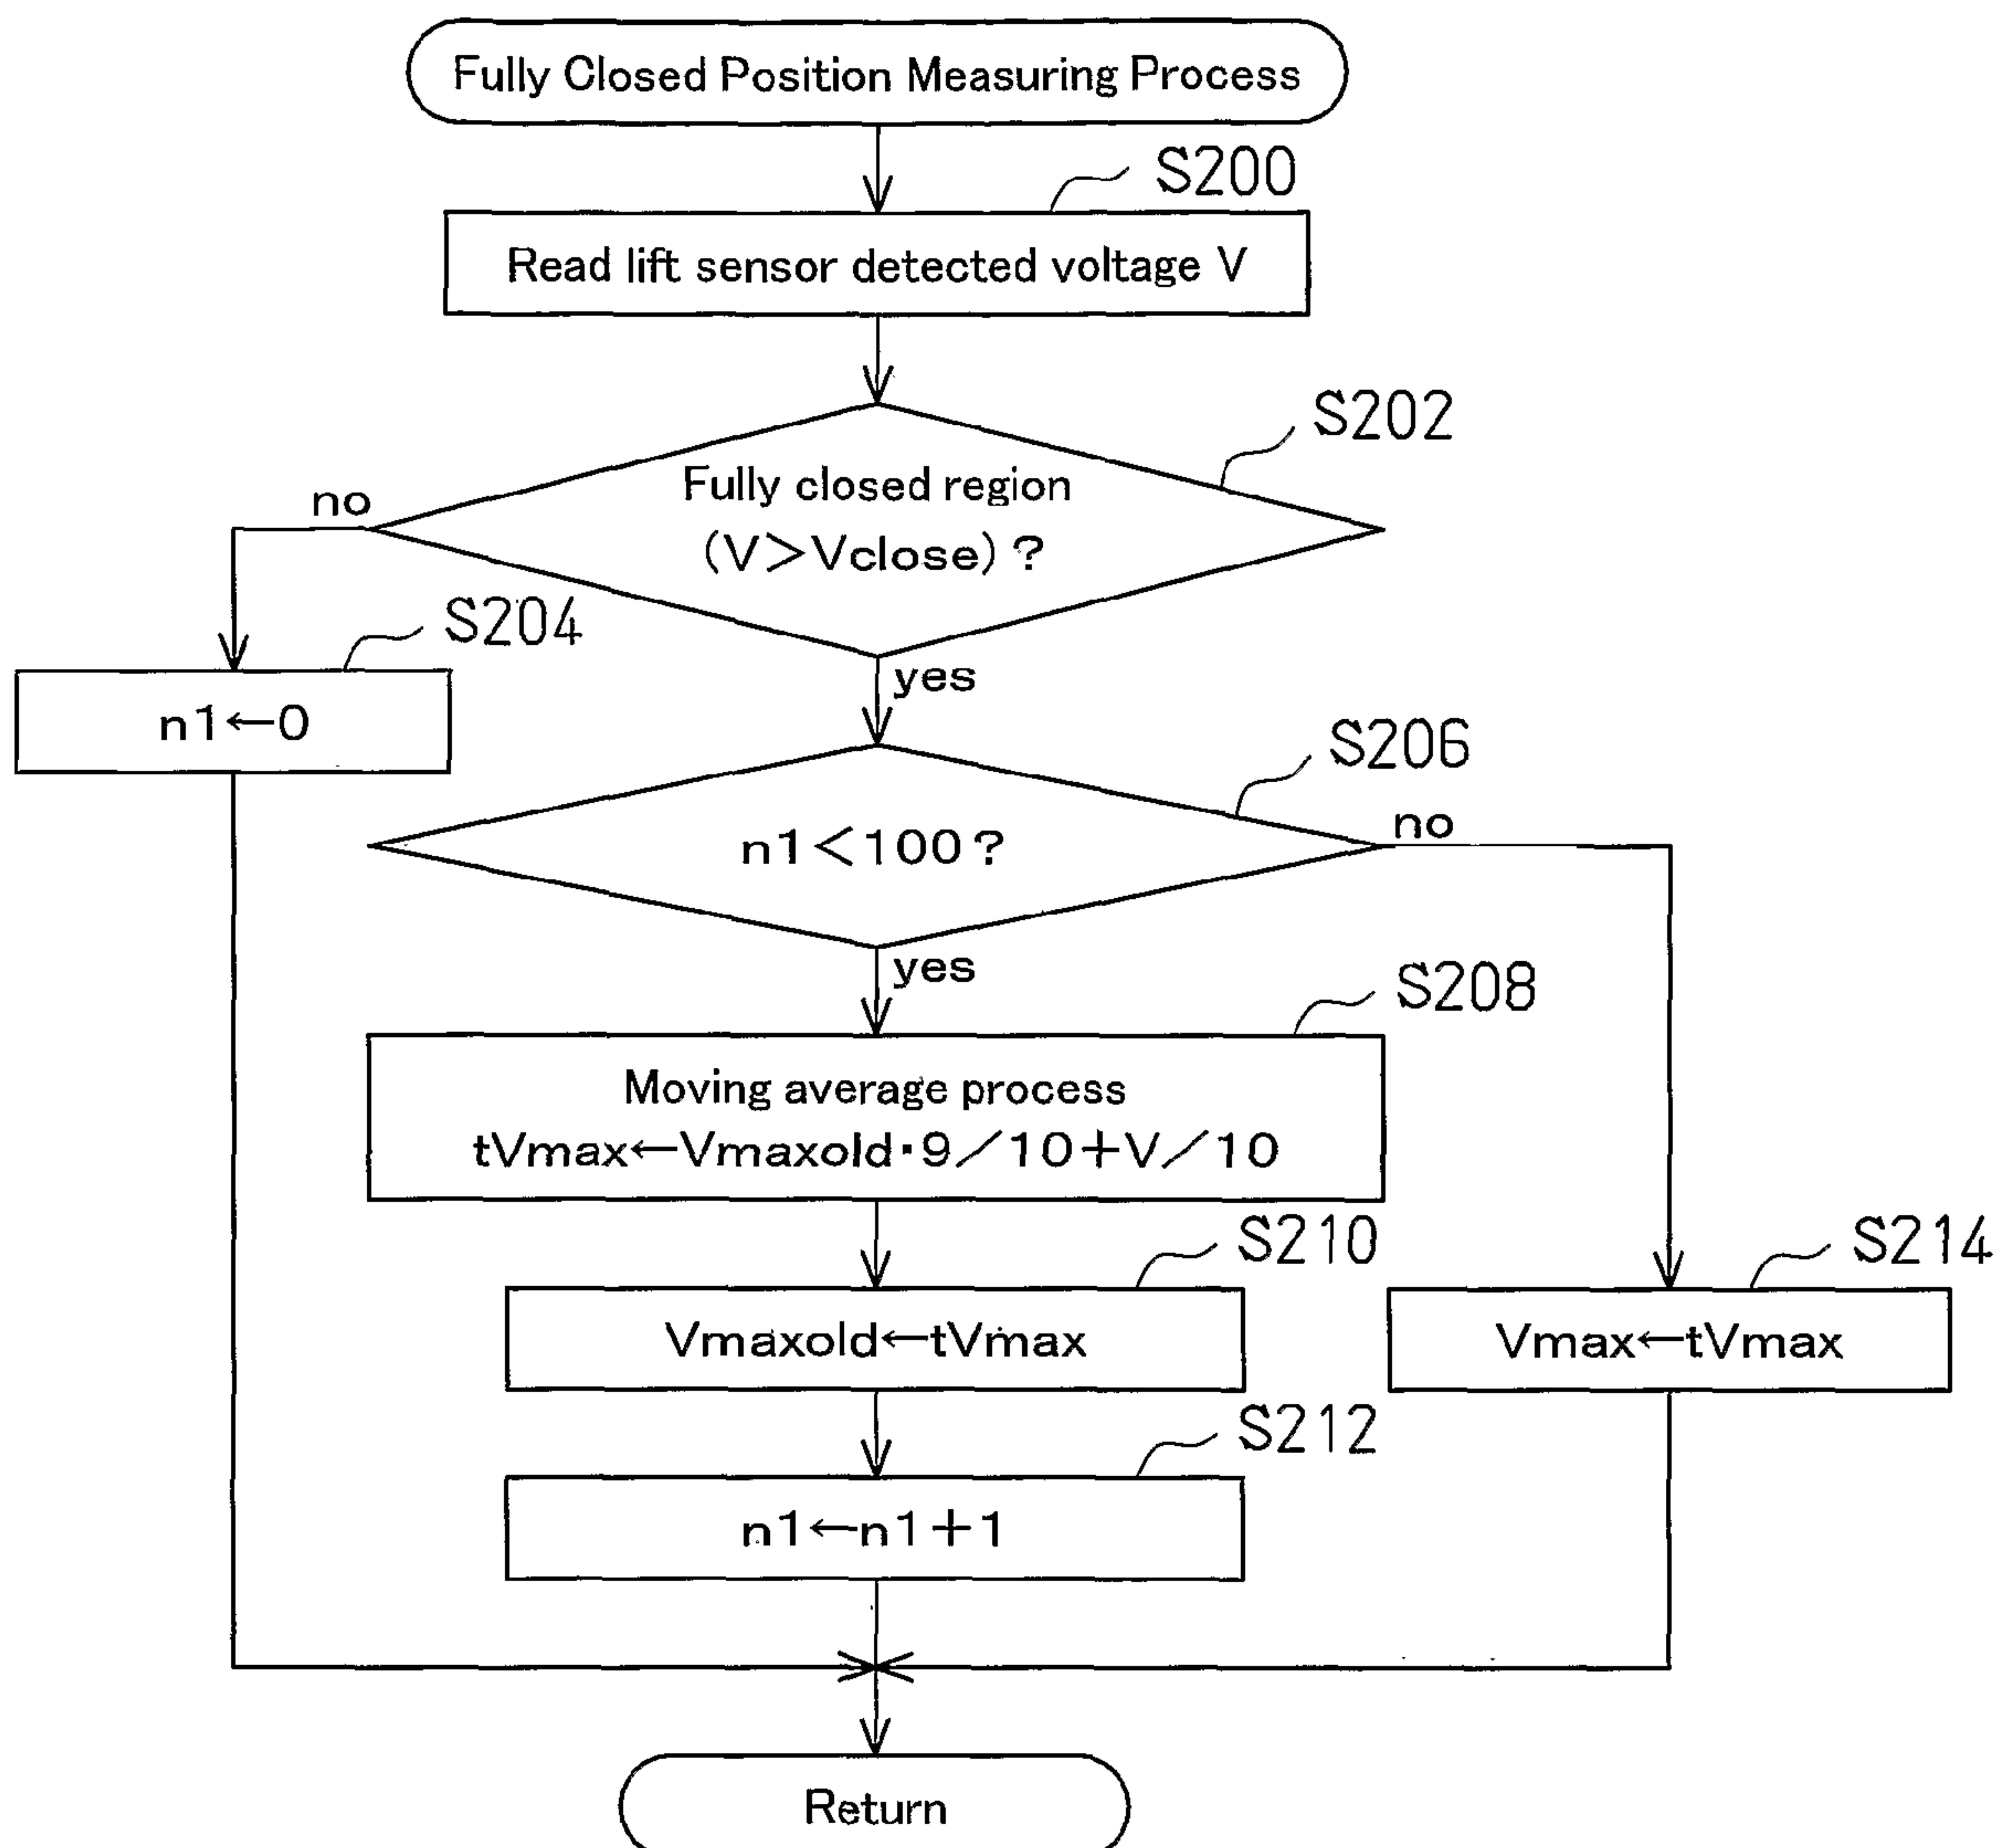 Fully Closed Position Measuring Process
S200
Read lift sensor detected voltage V
S202
Fully closed region
(V>Vclose)?
no
S204
n1←0
yes
S206
n1<100?
no
yes
S208
Moving average process
tVmax←Vmaxold·9/10+V/10
S210
Vmaxold←tVmax
S214
Vmax←tVmax
S212
n1←n1+1
Return